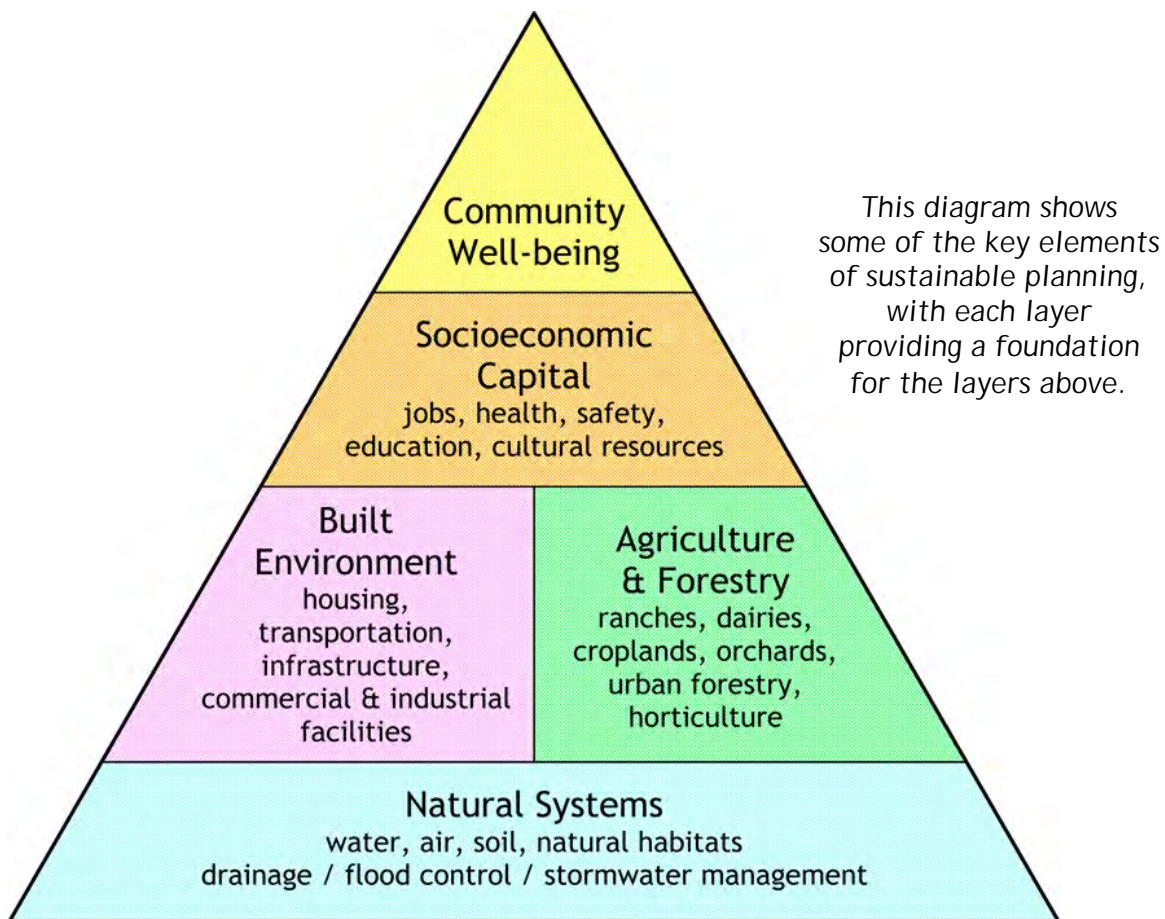 Community
Well-being
Socioeconomic
Capital
jobs, health, safety,
education, cultural resources
Built
Environment
housing,
transportation,
infrastructure,
commercial & industrial
facilities
Agriculture
& Forestry
ranches, dairies,
croplands, orchards,
urban forestry,
horticulture
Natural Systems
water, air, soil, natural habitats
drainage / flood control / stormwater management
This diagram shows
some of the key elements
of sustainable planning,
with each layer
providing a foundation
for the layers above.